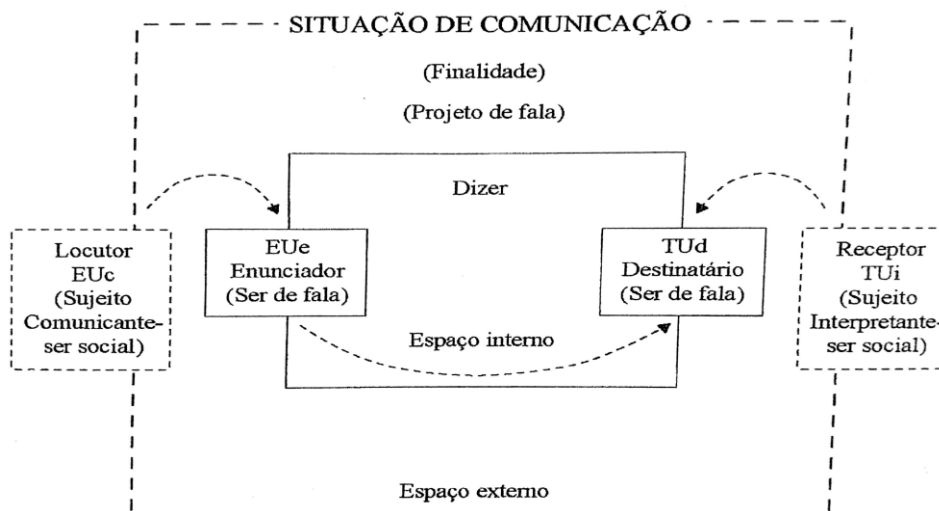 SITUAÇÃO DE COMUNICAÇÃO
(Finalidade)
(Projeto de fala)
Dizer
Locutor
EUc
(Sujeito
Comunicante-
ser social)
EUe
Enunciador
(Ser de fala)
TUd
Destinatário
(Ser de fala)
Receptor
TUi
(Sujeito
Interpretante-
ser social)
Espaço interno
Espaço externo